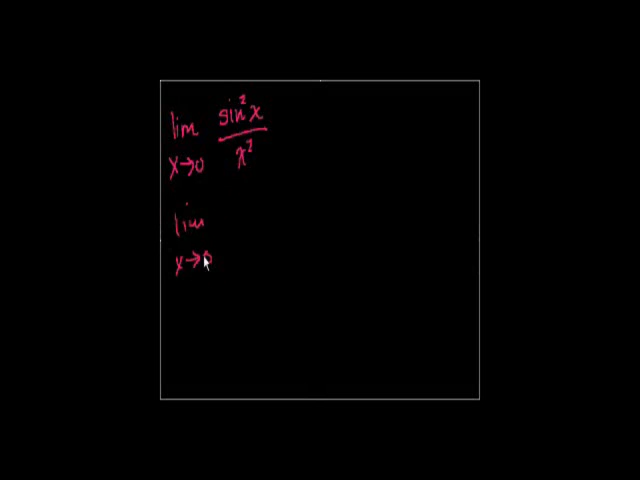 lim sin²x / x²
x→0
lim
x→0